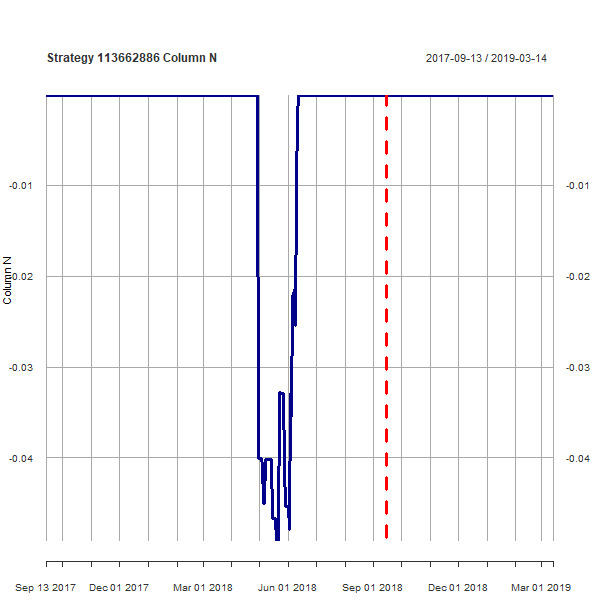 Strategy 113662886 Column N
2017-09-13 / 2019-03-14
-0.01
-0.01
Column N
-0.02
-0.02
-0.03
-0.03
-0.04
-0.04
Sep 13 2017
Dec 01 2017
Mar 01 2018
Jun 01 2018
Sep 01 2018
Dec 01 2018
Mar 01 2019